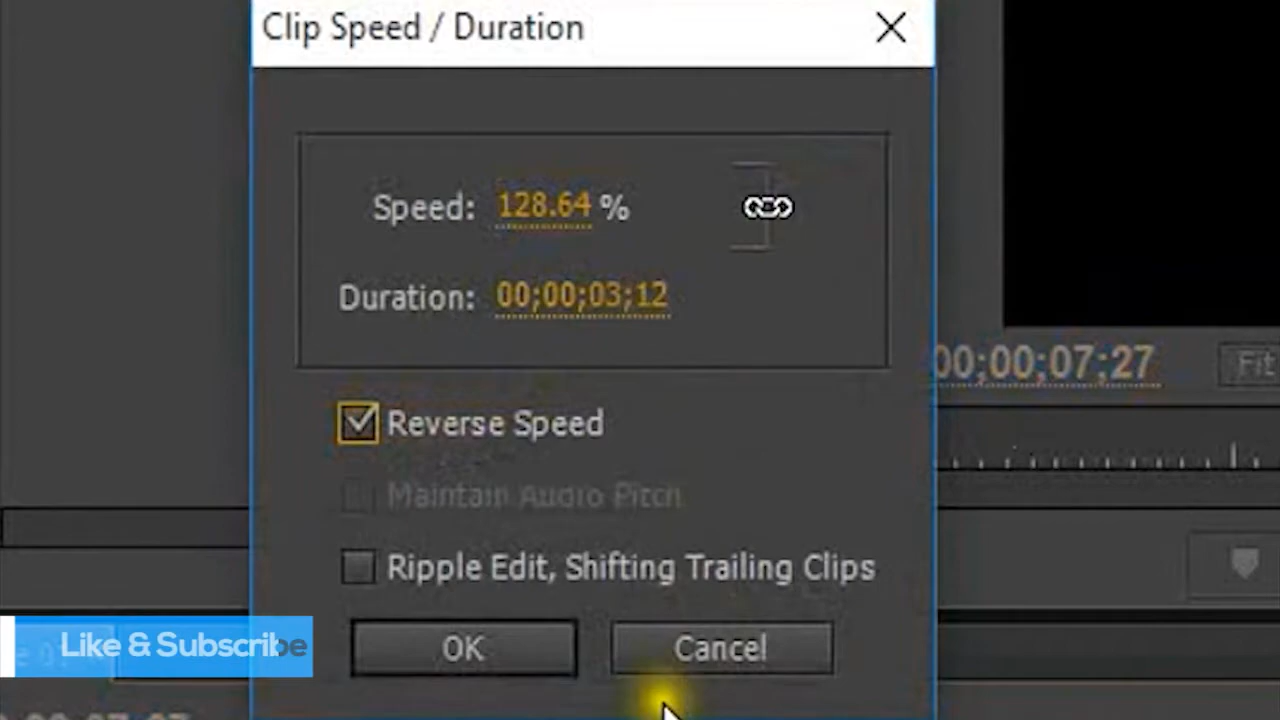 Clip Speed / Duration
Speed: 128.64 %
Duration: 00;00;03;12
00;00;07;27
Fit
Reverse Speed
Maintain Audio Pitch
Ripple Edit, Shifting Trailing Clips
Like & Subscribe
OK
Cancel